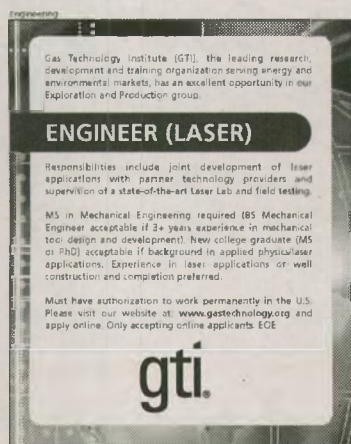 Engineering
Gas Technology Institute (GTI), the leading research,
development and training organization serving energy and
environmental markets, has an excellent opportunity in our
Exploration and Production group.
ENGINEER (LASER)
Responsibilities include joint development of laser
applications with partner technology providers and
supervision of a state-of-the-art Laser Lab and field testing.
MS in Mechanical Engineering required (BS Mechanical
Engineer acceptable if 3+ years experience in mechanical
tool design and development). New college graduate (MS
or PhD) acceptable if background in applied physics/laser
applications. Experience in laser applications or well
construction and completion preferred.
Must have authorization to work permanently in the U.S.
Please visit our website at: www.gastechnology.org and
apply online. Only accepting online applicants. EOE
gti®